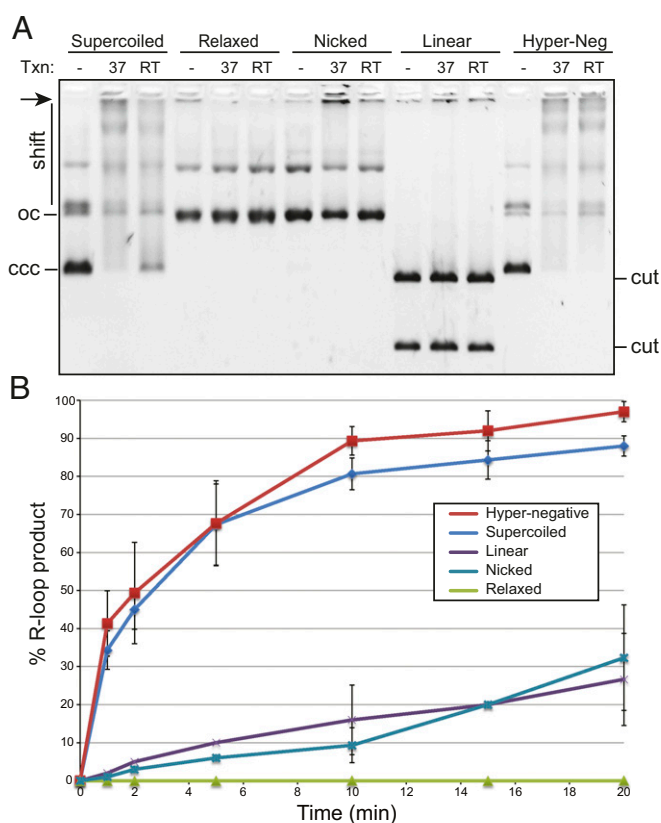 A
Supercoiled Relaxed Nicked Linear Hyper-Neg
Txn: - 37 RT - 37 RT - 37 RT - 37 RT - 37 RT
shift
oc
ccc
cut
cut
B
100
90
80
70
60
50
40
30
20
10
0
% R-loop product
Hyper-negative
Supercoiled
Linear
Nicked
Relaxed
0 2 4 6 8 10 12 14 16 18 20
Time (min)